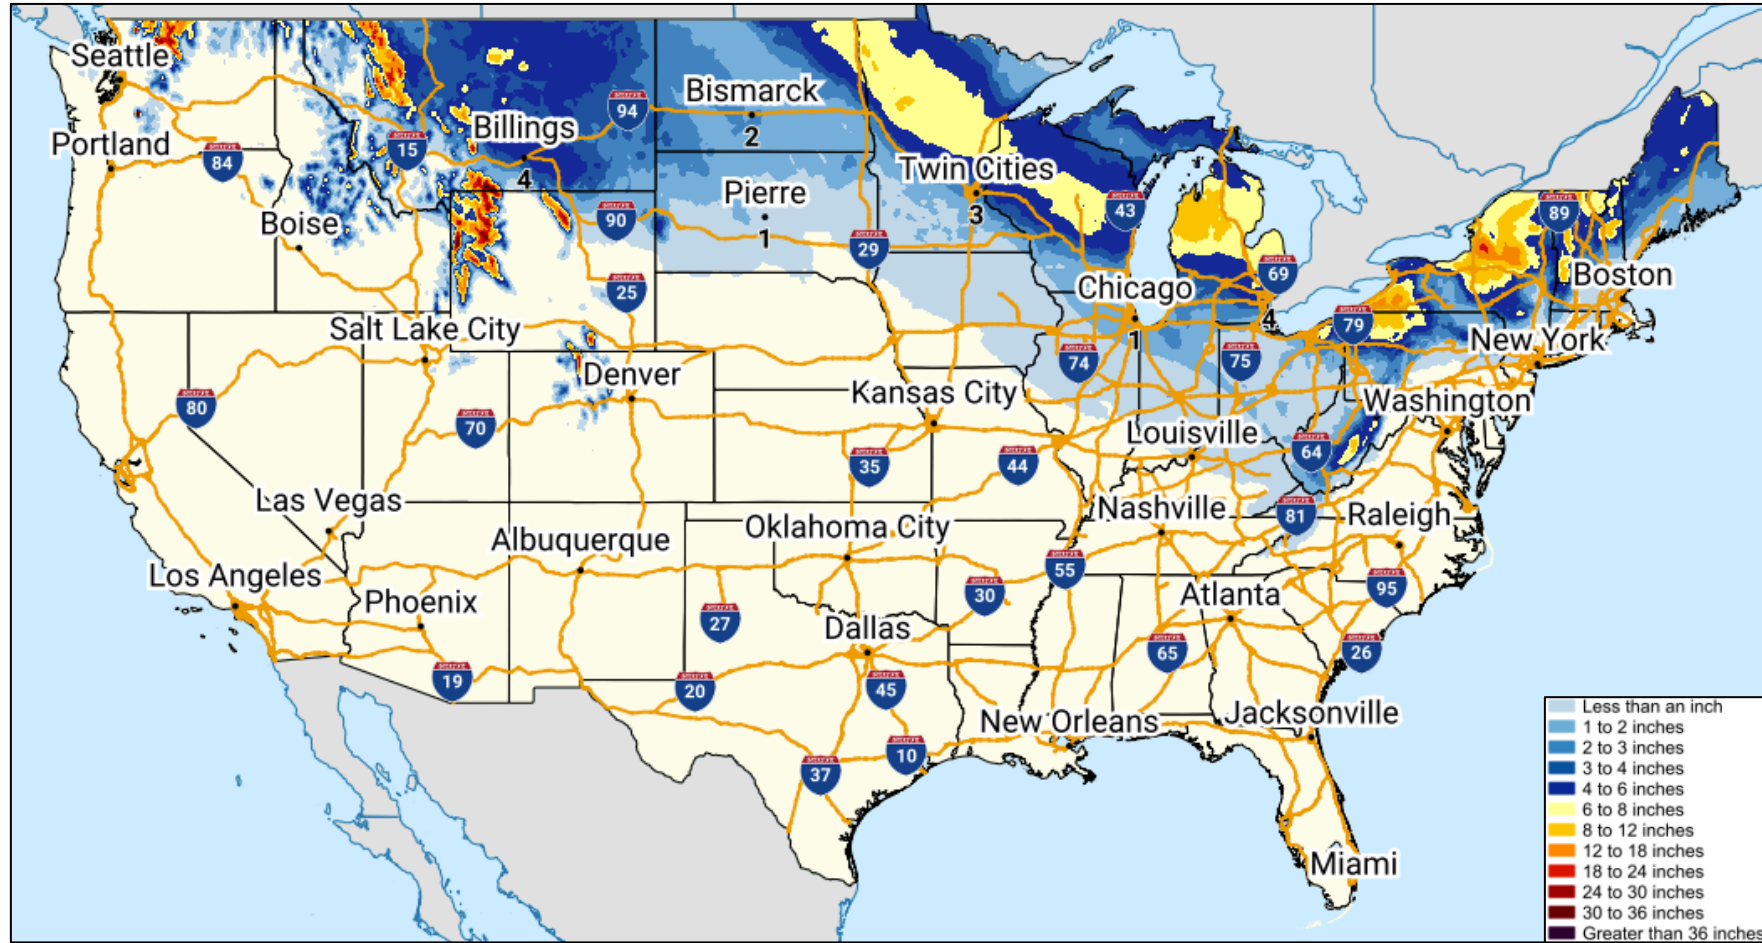 Seattle
Portland
84
15
Billings
4
94
Bismarck
2
Twin Cities
3
43
89
Boise
90
Pierre
1
29
69
Boston
25
Chicago
1
4
79
New York
Salt Lake City
74
75
Denver
80
70
Kansas City
Washington
35
44
Louisville
64
Las Vegas
Albuquerque
Oklahoma City
Nashville
81
Raleigh
Los Angeles
Phoenix
27
30
55
Atlanta
95
Dallas
65
26
19
20
45
New Orleans
Jacksonville
37
10
Miami
Less than an inch
1 to 2 inches
2 to 3 inches
3 to 4 inches
4 to 6 inches
6 to 8 inches
8 to 12 inches
12 to 18 inches
18 to 24 inches
24 to 30 inches
30 to 36 inches
Greater than 36 inches